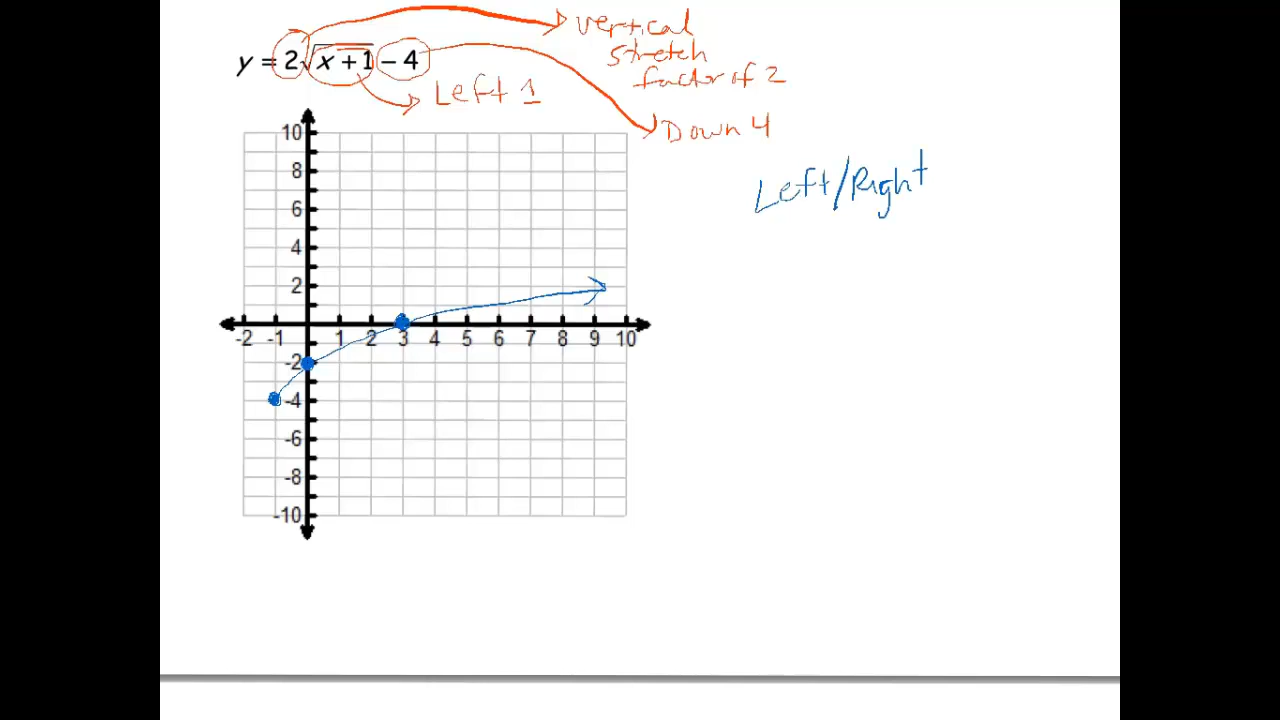 y = 2√x + 1 − 4
vertical
stretch
factor of 2
Left 1
Down 4
Left/Right
10
8
6
4
2
-2 -1 1 2 3 4 5 6 7 8 9 10
-2
-4
-6
-8
-10